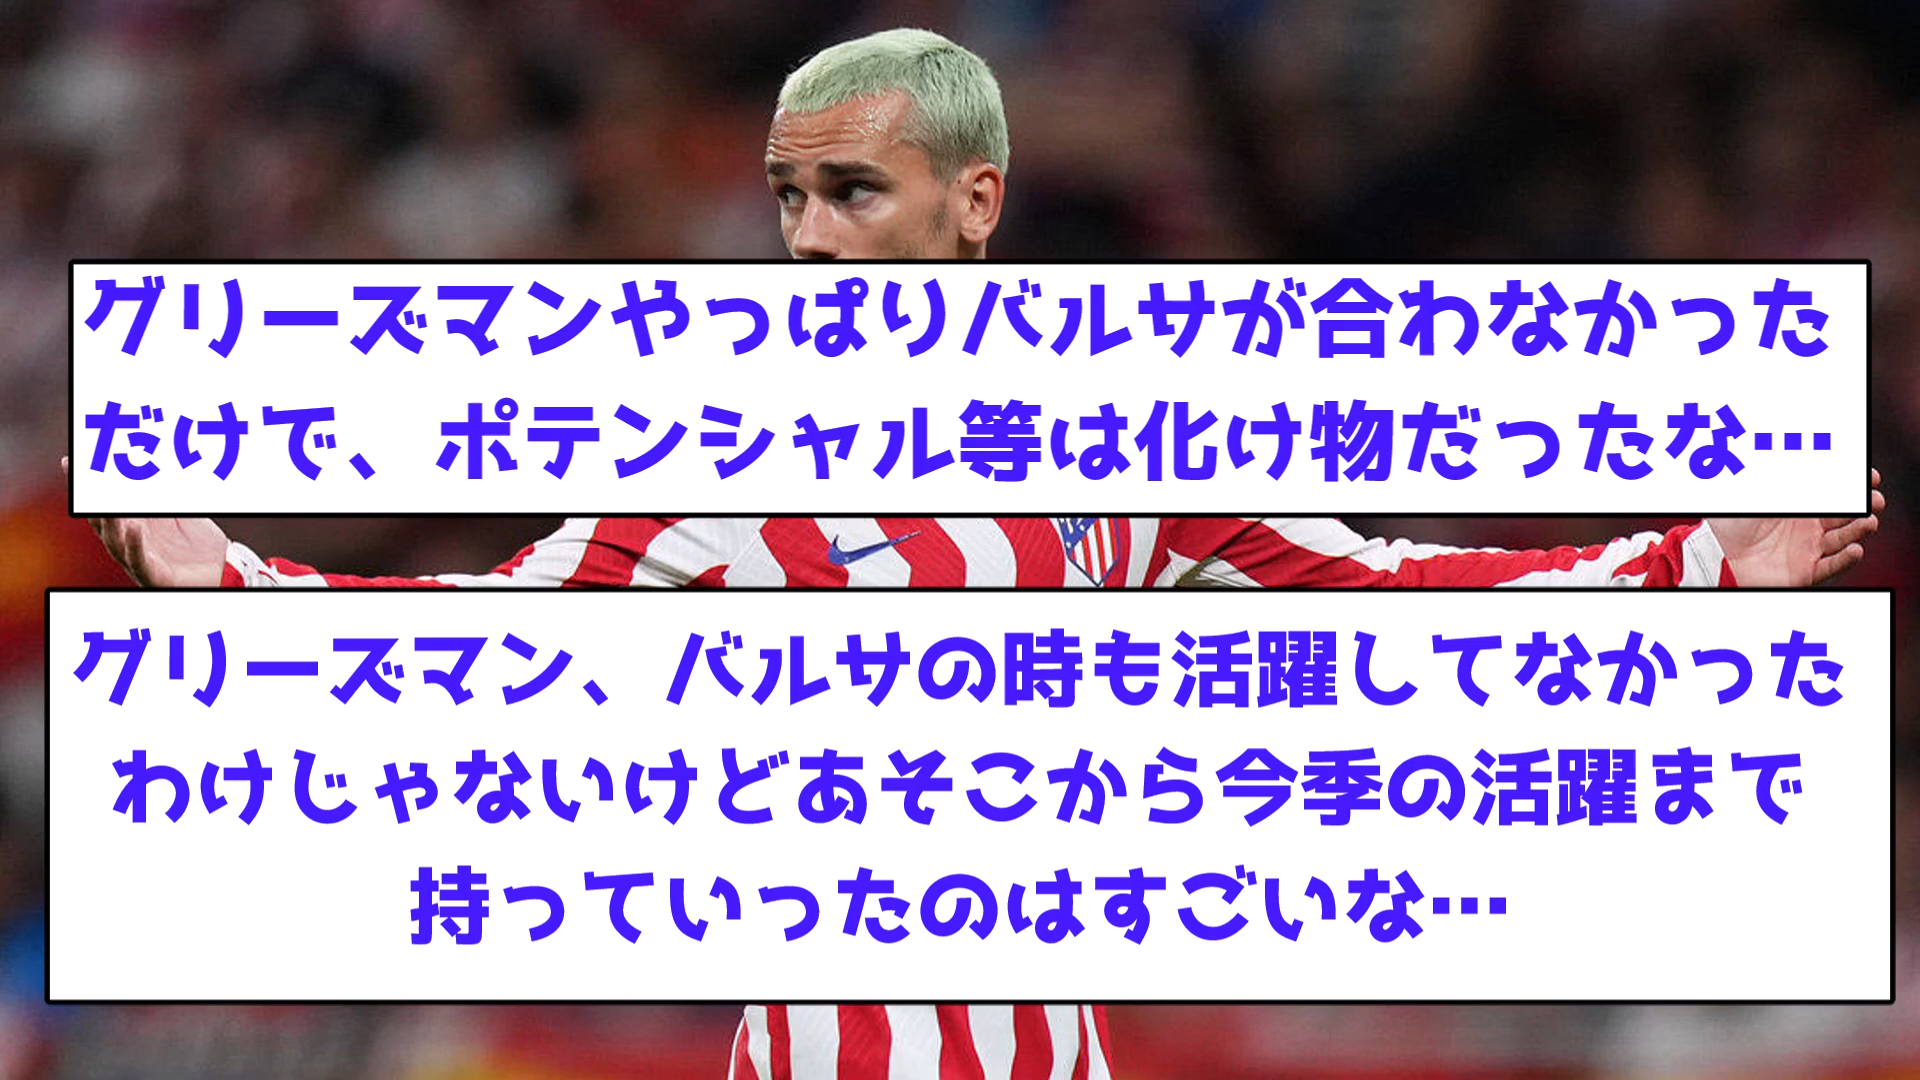 グリーズマンやっぱりバルサが合わなかった
だけで、ポテンシャル等は化け物だったな…
グリーズマン、バルサの時も活躍してなかった
わけじゃないけどあそこから今季の活躍まで
持っていったのはすごいな…